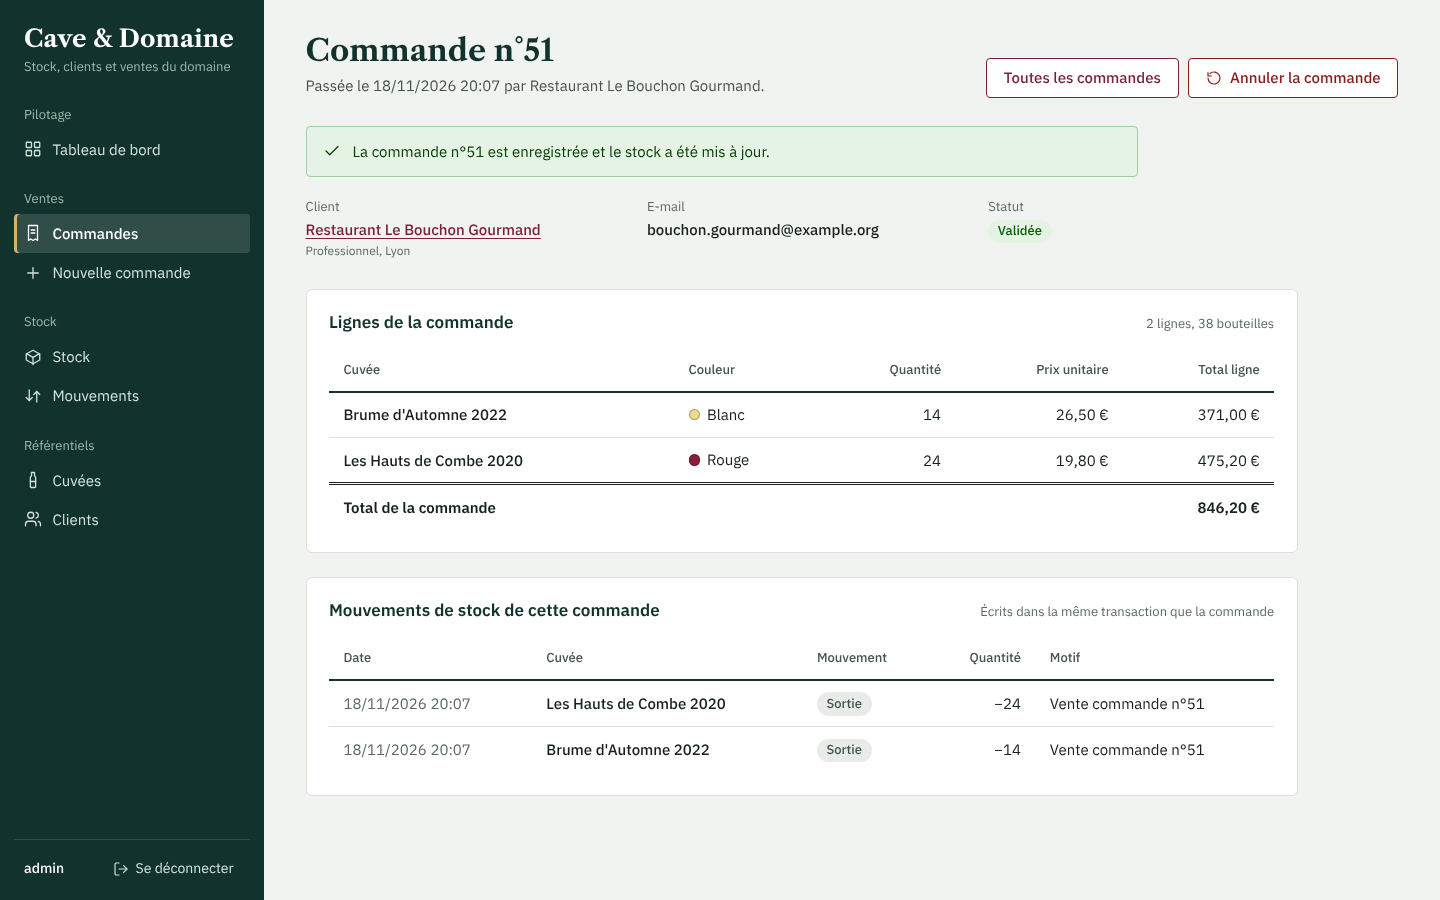 Cave & Domaine
Stock, clients et ventes du domaine
Pilotage
Tableau de bord
Ventes
Commandes
Nouvelle commande
Stock
Stock
Mouvements
Référentiels
Cuvées
Clients
admin
Se déconnecter
Commande n°51
Passée le 18/11/2026 20:07 par Restaurant Le Bouchon Gourmand.
Toutes les commandes
Annuler la commande
La commande n°51 est enregistrée et le stock a été mis à jour.
Client
Restaurant Le Bouchon Gourmand
Professionnel, Lyon
E-mail
bouchon.gourmand@example.org
Statut
Validée
Lignes de la commande
2 lignes, 38 bouteilles
Cuvée Couleur Quantité Prix unitaire Total ligne
Brume d'Automne 2022 Blanc 14 26,50 € 371,00 €
Les Hauts de Combe 2020 Rouge 24 19,80 € 475,20 €
Total de la commande 846,20 €
Mouvements de stock de cette commande
Écrits dans la même transaction que la commande
Date Cuvée Mouvement Quantité Motif
18/11/2026 20:07 Les Hauts de Combe 2020 Sortie −24 Vente commande n°51
18/11/2026 20:07 Brume d'Automne 2022 Sortie −14 Vente commande n°51